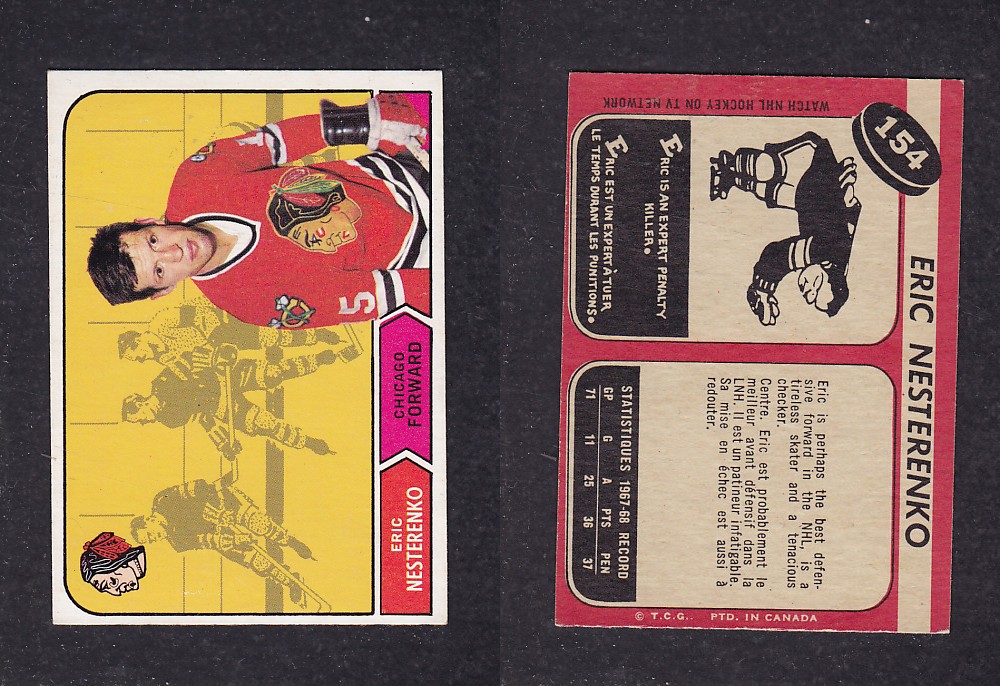 5
CHICAGO
FORWARD
ERIC
NESTERENKO
154
WATCH NHL HOCKEY ON TV NETWORK
ERIC NESTERENKO
ERIC IS AN EXPERT PENALTY
KILLER.
ERIC EST UN EXPERT À TUER
LE TEMPS DURANT LES PUNITIONS.
Eric is perhaps the best defen-
sive forward in the NHL, is a
tireless skater and a tenacious
checker.
Centre. Eric est probablement le
meilleur avant défensif dans la
LNH. Il est un patineur infatigable.
Sa mise en échec est aussi à
redouter.
STATISTIQUES 1967-68 RECORD
GP G A PTS PEN
71 11 25 36 37
© T.C.G.. PTD. IN CANADA